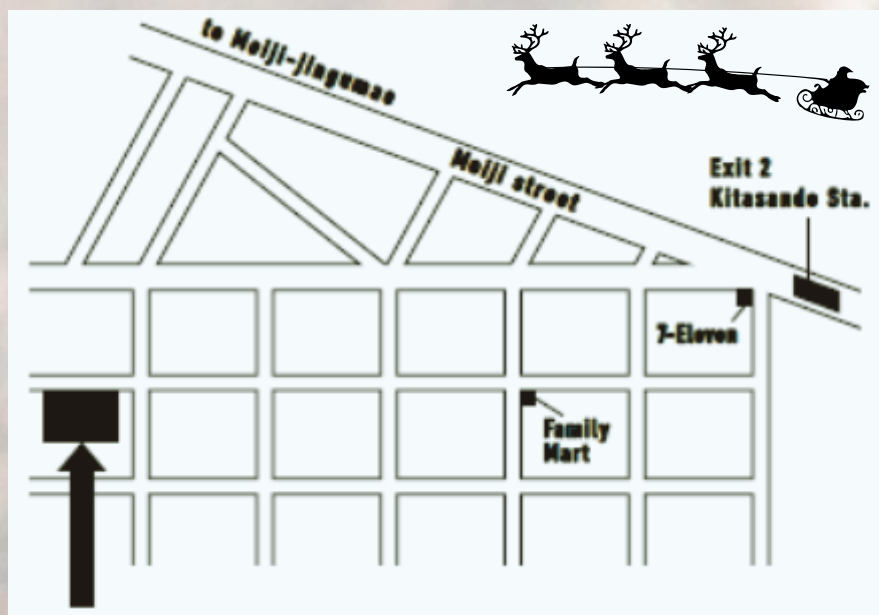 to Meiji-jingumae
Meiji street
Exit 2
Kitasando Sta.
7-Eleven
Family
Mart